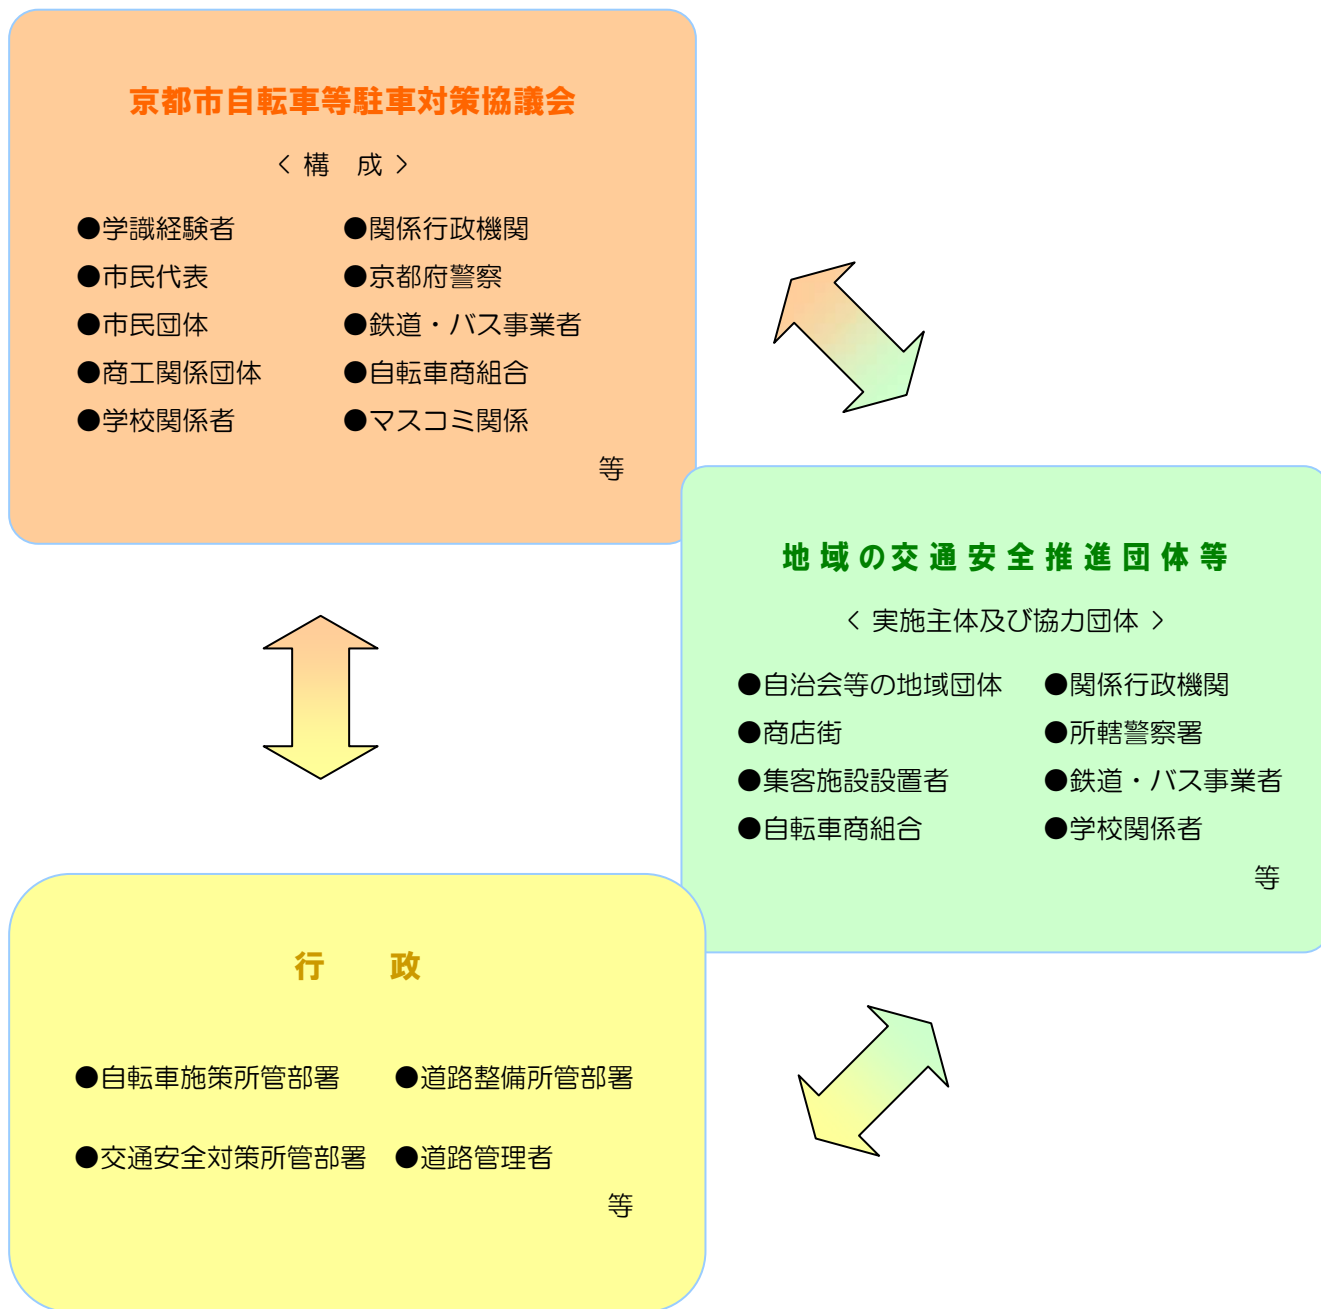 京都市自転車等駐車対策協議会
< 構　成 >
●学識経験者　●関係行政機関
●市民代表　●京都府警察
●市民団体　●鉄道・バス事業者
●商工関係団体　●自転車商組合
●学校関係者　●マスコミ関係
等
地域の交通安全推進団体等
< 実施主体及び協力団体 >
●自治会等の地域団体　●関係行政機関
●商店街　●所轄警察署
●集客施設設置者　●鉄道・バス事業者
●自転車商組合　●学校関係者
等
行　政
●自転車施策所管部署　●道路整備所管部署
●交通安全対策所管部署　●道路管理者
等